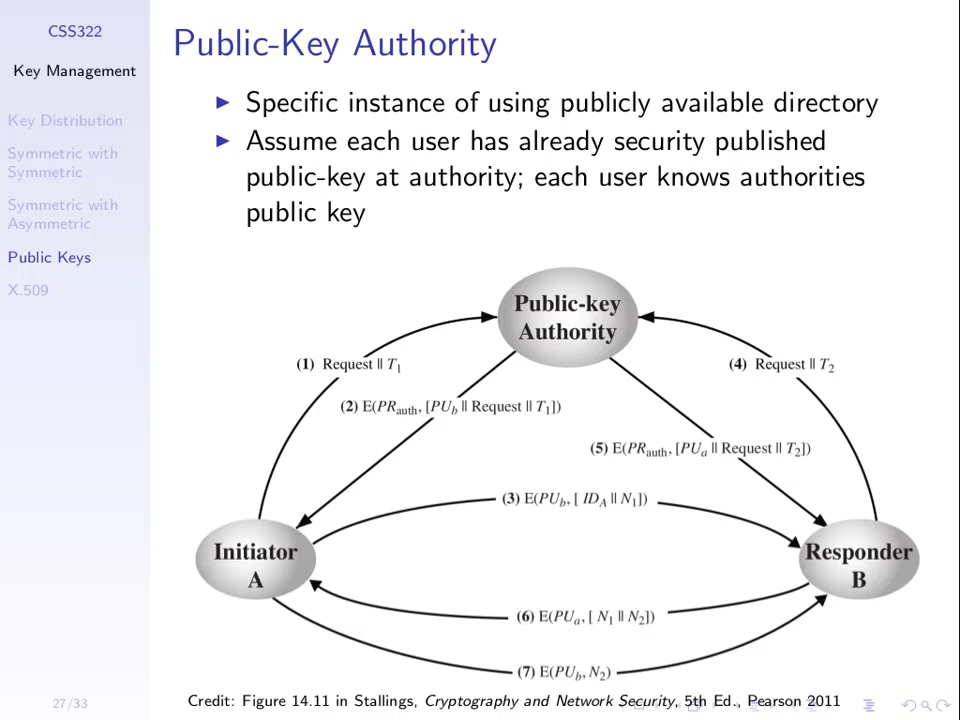 CSS322
Key Management
Key Distribution
Symmetric with
Symmetric
Symmetric with
Asymmetric
Public Keys
X.509
27/33
Public-Key Authority
Specific instance of using publicly available directory
Assume each user has already security published
public-key at authority; each user knows authorities
public key
Public-key
Authority
(1) Request || T1
(4) Request || T2
(2) E(PRauth, [PUb || Request || T1])
(5) E(PRauth, [PUa || Request || T2])
(3) E(PUb, [ IDA || N1])
Initiator
A
Responder
B
(6) E(PUa, [ N1 || N2])
(7) E(PUb, N2)
Credit: Figure 14.11 in Stallings, Cryptography and Network Security, 5th Ed., Pearson 2011